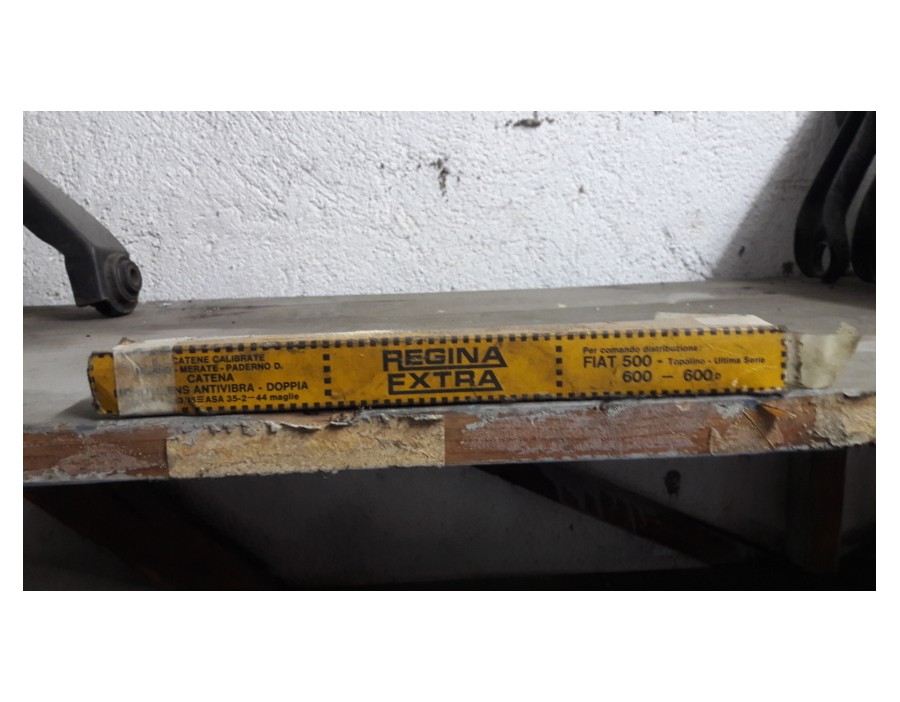 CATENE CALIBRATE
- MERATE - PADERNO D.
CATENA
ANTIVIBRA - DOPPIA
ASA 35-2-44 maglie
REGINA
EXTRA
Per comando distribuzione:
FIAT 500 - Topolino - Ultima Serie
600 - 600 D